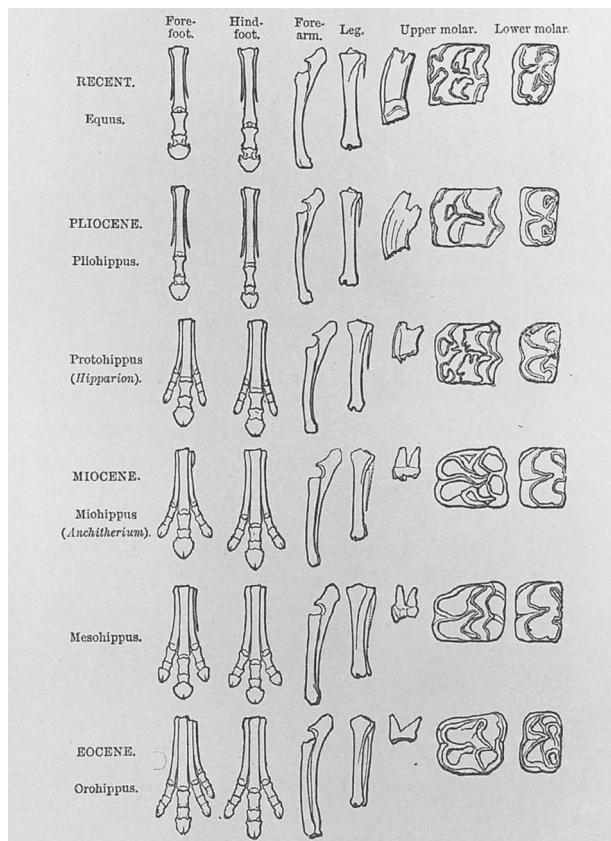 Fore-
foot.
Hind-
foot.
Fore-
arm.
Leg.
Upper molar.
Lower molar.
RECENT.
Equus.
PLIOCENE.
Pliohippus.
Protohippus
(Hipparion).
MIOCENE.
Miohippus
(Anchitherium).
Mesohippus.
EOCENE.
Orohippus.